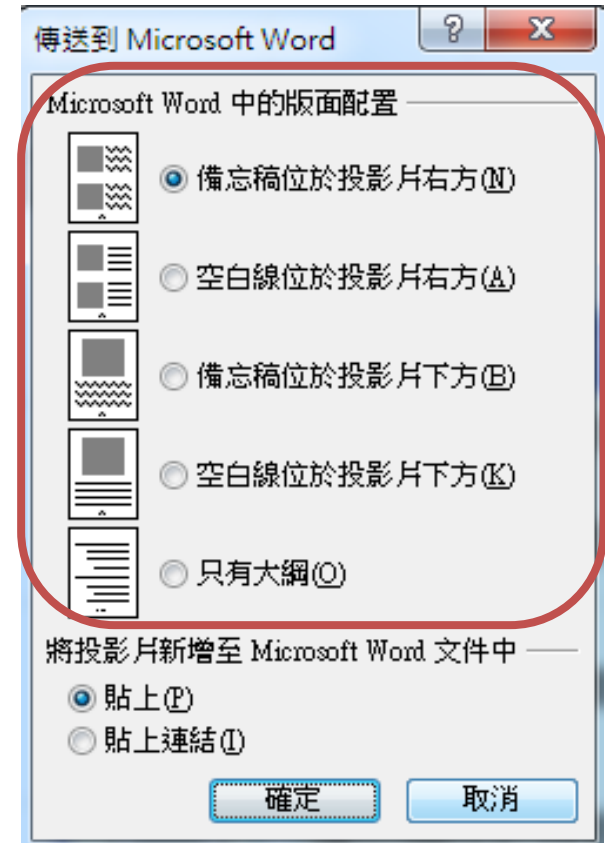 傳送到 Microsoft Word
Microsoft Word 中的版面配置
備忘稿位於投影片右方(N)
空白線位於投影片右方(A)
備忘稿位於投影片下方(B)
空白線位於投影片下方(K)
只有大綱(O)
將投影片新增至 Microsoft Word 文件中
貼上(P)
貼上連結(I)
確定 取消